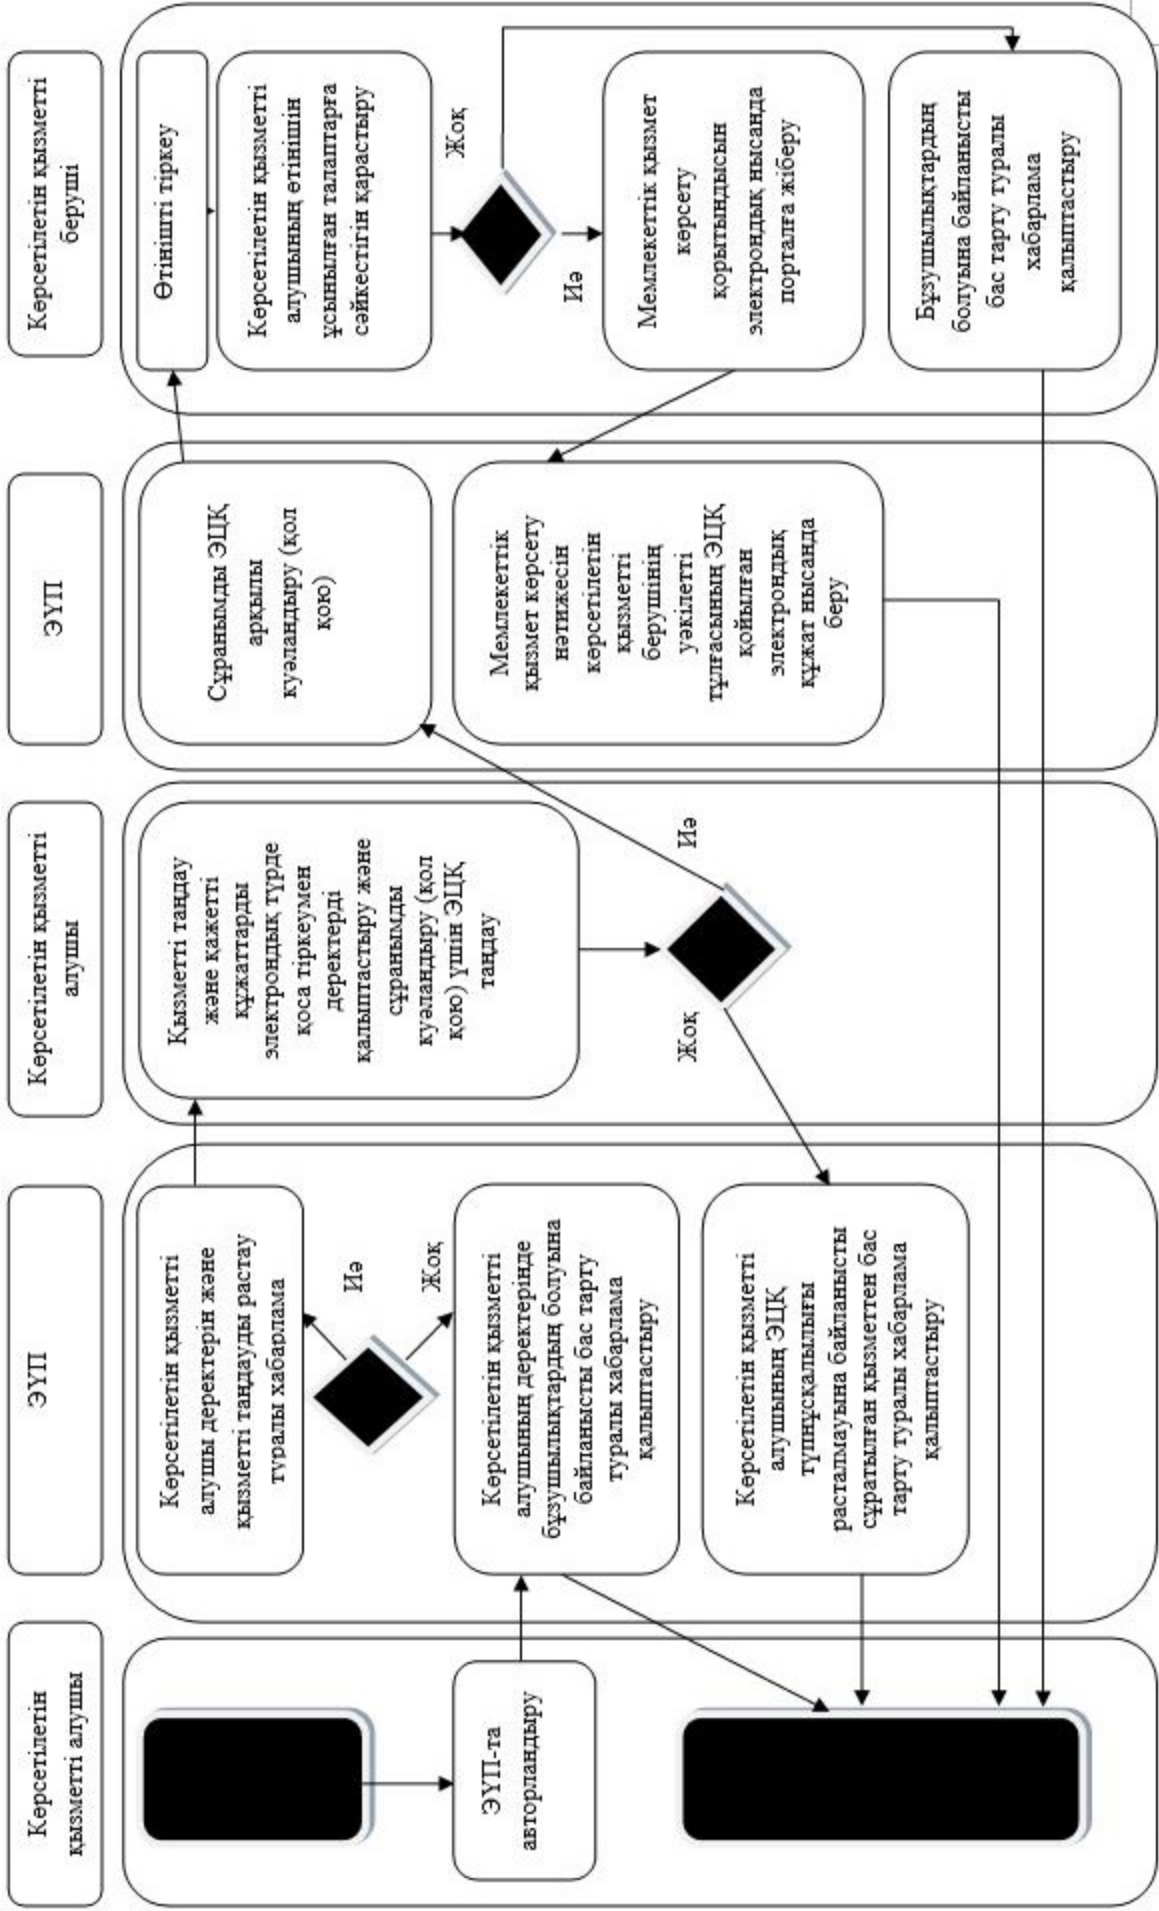 Көрсетілетін
қызметті алушы
ЭҮП
Көрсетілетін қызметті
алушы
ЭҮП
Көрсетілетін қызметті
беруші
ЭҮП-та
авторландыру
Көрсетілетін қызметті
алушы деректерін және
қызметті таңдауды растау
туралы хабарлама
Иә
Жоқ
Көрсетілетін қызметті
алушының деректерінде
бұзушылықтардың болуына
байланысты бас тарту
туралы хабарлама
қалыптастыру
Көрсетілетін қызметті
алушының ЭЦҚ
түпнұсқалылығы
расталмауына байланысты
сұратылған қызметтен бас
тарту туралы хабарлама
қалыптастыру
Қызметті таңдау
және қажетті
құжаттарды
электрондық түрде
қоса тіркеумен
деректерді
қалыптастыру және
сұранымды
куәландыру (қол
қою) үшін ЭЦҚ
таңдау
Жоқ
Иә
Сұранымды ЭЦҚ
арқылы
куәландыру (қол
қою)
Мемлекеттік
қызмет көрсету
нәтижесін
көрсетілетін
қызметті
берушінің
уәкілетті
тұлғасының ЭЦҚ
қойылған
электрондық
құжат нысанда
беру
Өтінішті тіркеу
Көрсетілетін қызметті
алушының өтінішін
ұсынылған талаптарға
сәйкестігін қарастыру
Жоқ
Иә
Мемлекеттік қызмет
көрсету
қорытындысын
электрондық нысанда
порталға жіберу
Бұзушылықтардың
болуына байланысты
бас тарту туралы
хабарлама
қалыптастыру